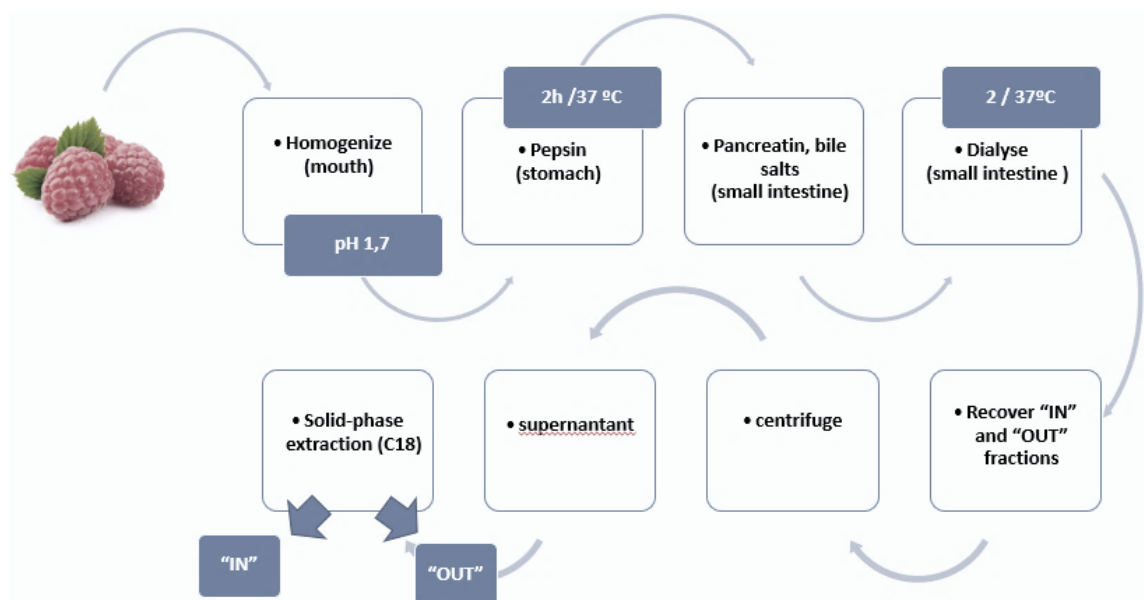 • Homogenize
(mouth)
pH 1,7
2h /37 ºC
• Pepsin
(stomach)
• Pancreatin, bile
salts
(small intestine)
2 / 37ºC
• Dialyse
(small intestine )
• Recover “IN”
and “OUT”
fractions
• centrifuge
• supernantant
• Solid-phase
extraction (C18)
“IN”
“OUT”